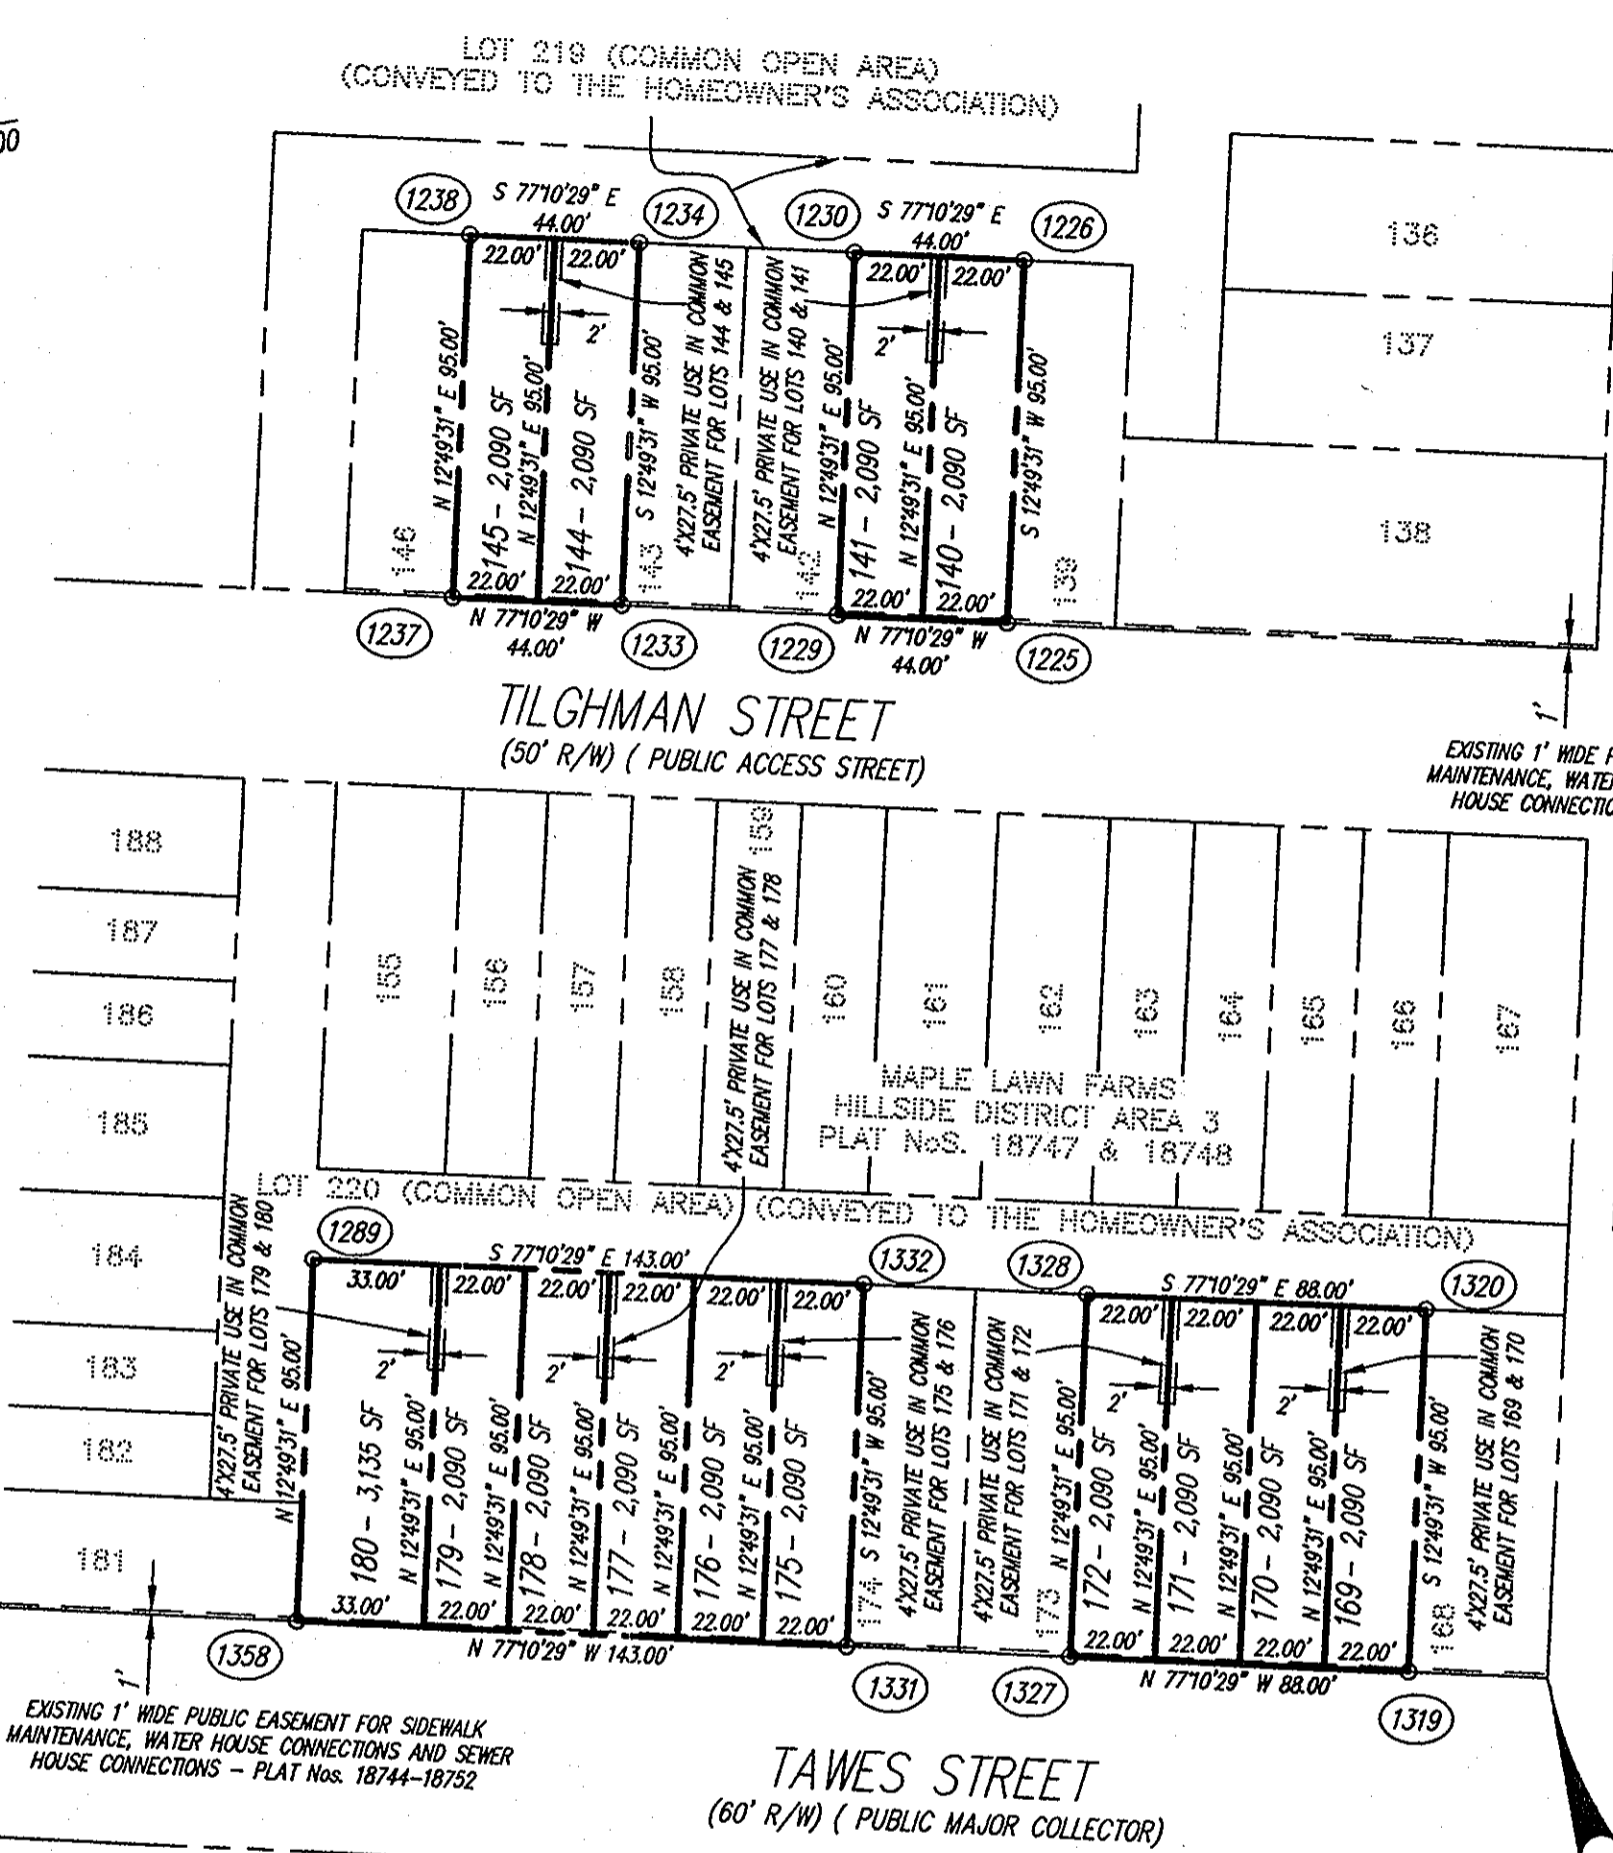 LOT 219 (COMMON OPEN AREA)
(CONVEYED TO THE HOMEOWNER'S ASSOCIATION)
00
1238
S 77°10'29" E
44.00'
1234
1230
S 77°10'29" E
44.00'
1226
22.00'
22.00'
22.00'
22.00'
2'
2'
136
137
138
N 12°49'31" E 95.00'
145 - 2,090 SF
N 12°49'31" E 95.00'
144 - 2,090 SF
S 12°49'31" W 95.00'
4'X27.5' PRIVATE USE IN COMMON
EASEMENT FOR LOTS 144 & 145
4'X27.5' PRIVATE USE IN COMMON
EASEMENT FOR LOTS 140 & 141
N 12°49'31" E 95.00'
141 - 2,090 SF
N 12°49'31" E 95.00'
140 - 2,090 SF
S 12°49'31" W 95.00'
146
143
142
139
22.00'
22.00'
22.00'
22.00'
1237
N 77°10'29" W
44.00'
1233
1229
N 77°10'29" W
44.00'
1225
TILGHMAN STREET
(50' R/W) ( PUBLIC ACCESS STREET)
1'
EXISTING 1' WIDE P
MAINTENANCE, WATER
HOUSE CONNECTIO
188
187
186
185
184
183
182
181
155
156
157
158
159
160
161
162
163
164
165
166
167
4'X27.5' PRIVATE USE IN COMMON
EASEMENT FOR LOTS 177 & 178
MAPLE LAWN FARMS
HILLSIDE DISTRICT AREA 3
PLAT NoS. 18747 & 18748
LOT 220 (COMMON OPEN AREA) (CONVEYED TO THE HOMEOWNER'S ASSOCIATION)
4'X27.5' PRIVATE USE IN COMMON
EASEMENT FOR LOTS 179 & 180
1289
S 77°10'29" E 143.00'
1332
1328
S 77°10'29" E 88.00'
1320
33.00'
22.00'
22.00'
22.00'
22.00'
22.00'
22.00'
22.00'
22.00'
22.00'
2'
2'
2'
2'
2'
N 12°49'31" E 95.00'
180 - 3,135 SF
N 12°49'31" E 95.00'
179 - 2,090 SF
N 12°49'31" E 95.00'
178 - 2,090 SF
N 12°49'31" E 95.00'
177 - 2,090 SF
N 12°49'31" E 95.00'
176 - 2,090 SF
N 12°49'31" E 95.00'
175 - 2,090 SF
174 S 12°49'31" W 95.00'
4'X27.5' PRIVATE USE IN COMMON
EASEMENT FOR LOTS 175 & 176
4'X27.5' PRIVATE USE IN COMMON
EASEMENT FOR LOTS 171 & 172
173 N 12°49'31" E 95.00'
172 - 2,090 SF
N 12°49'31" E 95.00'
171 - 2,090 SF
N 12°49'31" E 95.00'
170 - 2,090 SF
N 12°49'31" E 95.00'
169 - 2,090 SF
168 S 12°49'31" W 95.00'
4'X27.5' PRIVATE USE IN COMMON
EASEMENT FOR LOTS 169 & 170
33.00'
22.00'
22.00'
22.00'
22.00'
22.00'
22.00'
22.00'
22.00'
22.00'
1358
N 77°10'29" W 143.00'
1331
1327
N 77°10'29" W 88.00'
1319
1'
EXISTING 1' WIDE PUBLIC EASEMENT FOR SIDEWALK
MAINTENANCE, WATER HOUSE CONNECTIONS AND SEWER
HOUSE CONNECTIONS - PLAT Nos. 18744-18752
TAWES STREET
(60' R/W) ( PUBLIC MAJOR COLLECTOR)